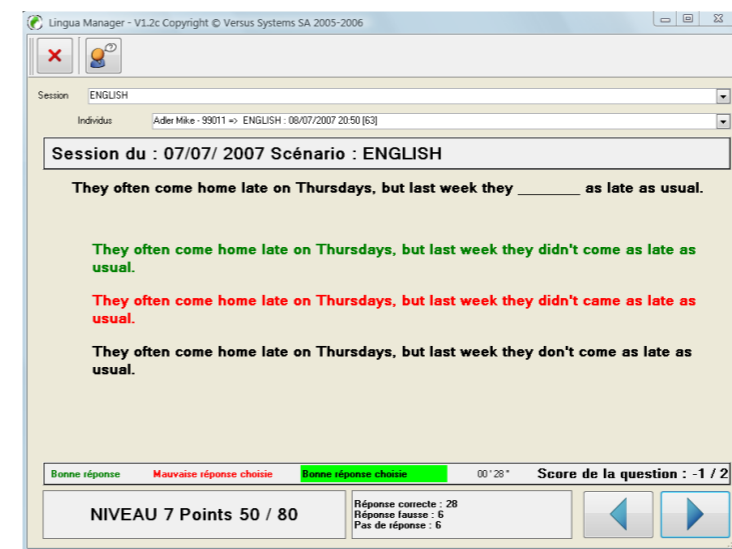 Lingua Manager - V1.2c Copyright © Versus Systems SA 2005-2006
Session ENGLISH
Individus Adler Mike - 99011 => ENGLISH : 08/07/2007 20:50 [63]
Session du : 07/07/ 2007 Scénario : ENGLISH
They often come home late on Thursdays, but last week they ________ as late as usual.
They often come home late on Thursdays, but last week they didn't come as late as
usual.
They often come home late on Thursdays, but last week they didn't came as late as
usual.
They often come home late on Thursdays, but last week they don't come as late as
usual.
Bonne réponse Mauvaise réponse choisie Bonne réponse choisie 00 ' 28 " Score de la question : -1 / 2
NIVEAU 7 Points 50 / 80
Réponse correcte : 28
Réponse fausse : 6
Pas de réponse : 6